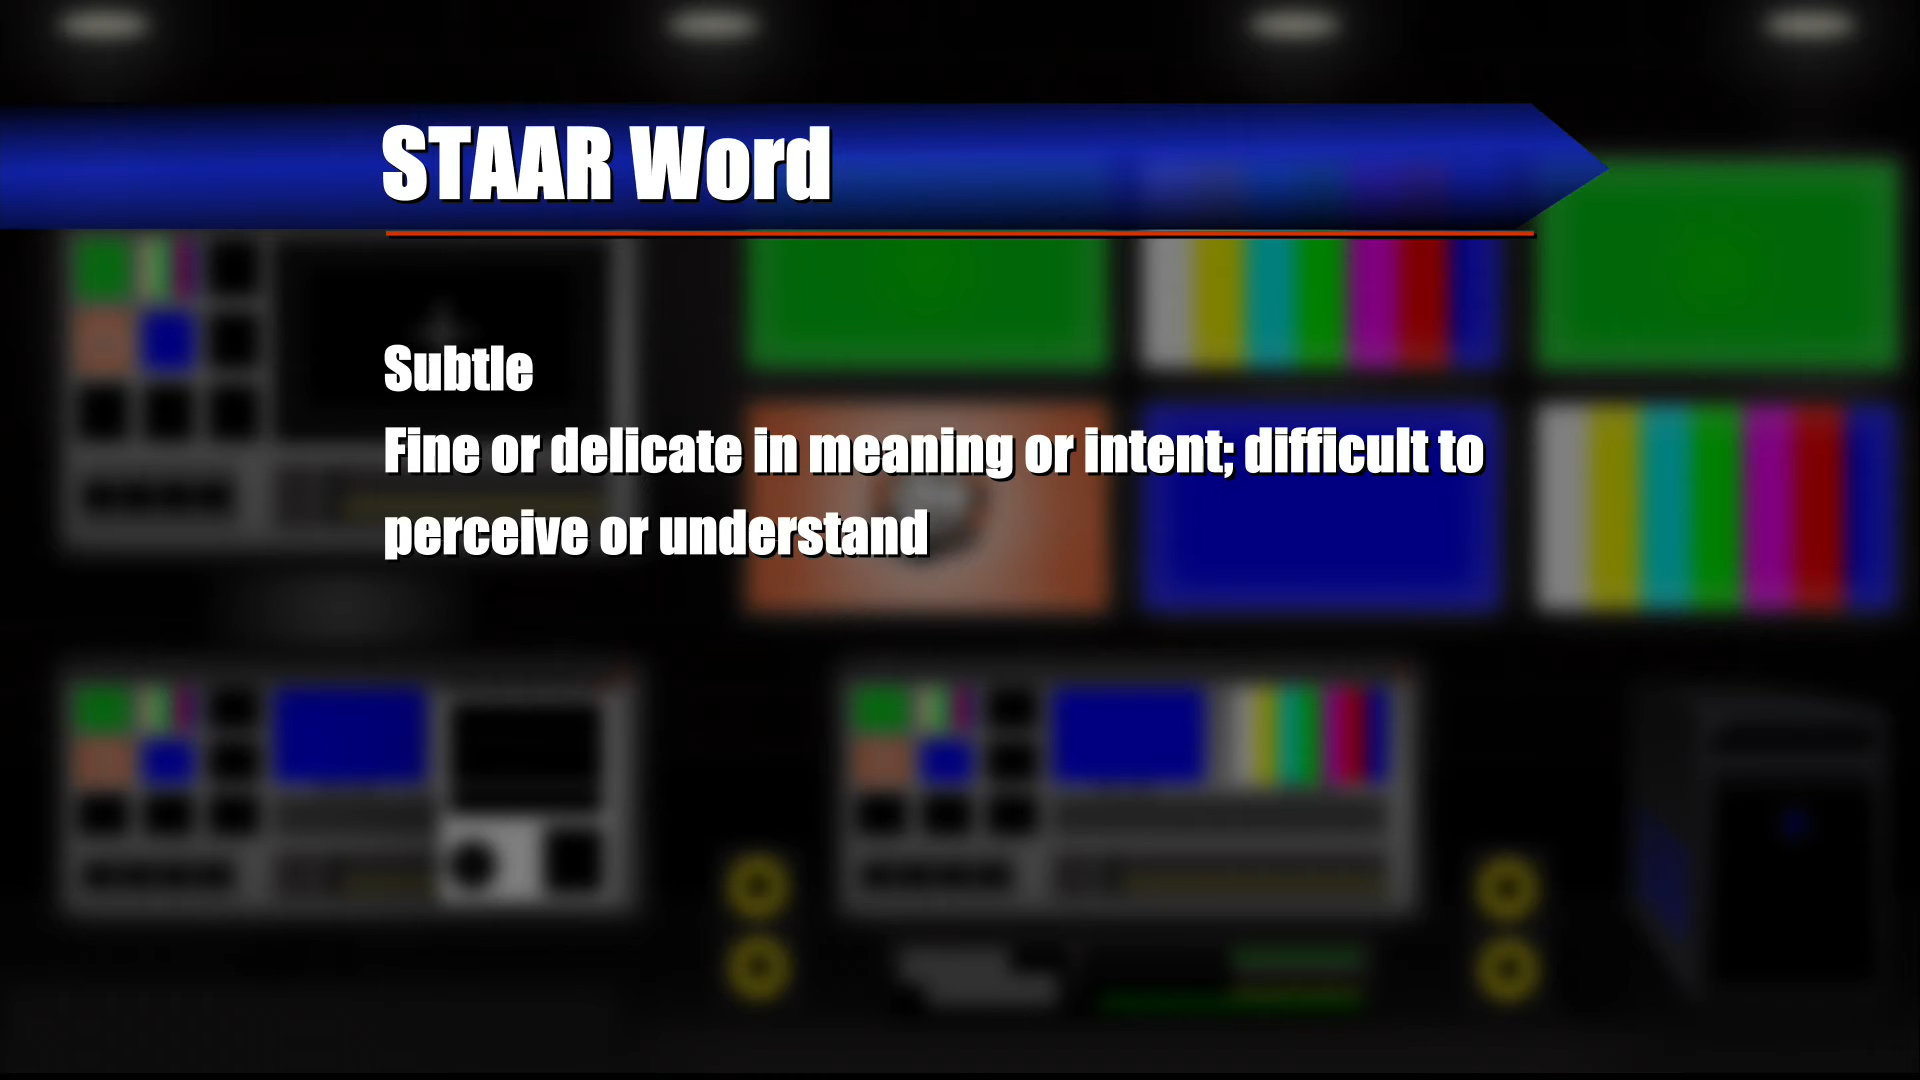 STAAR Word
Subtle
Fine or delicate in meaning or intent; difficult to
perceive or understand